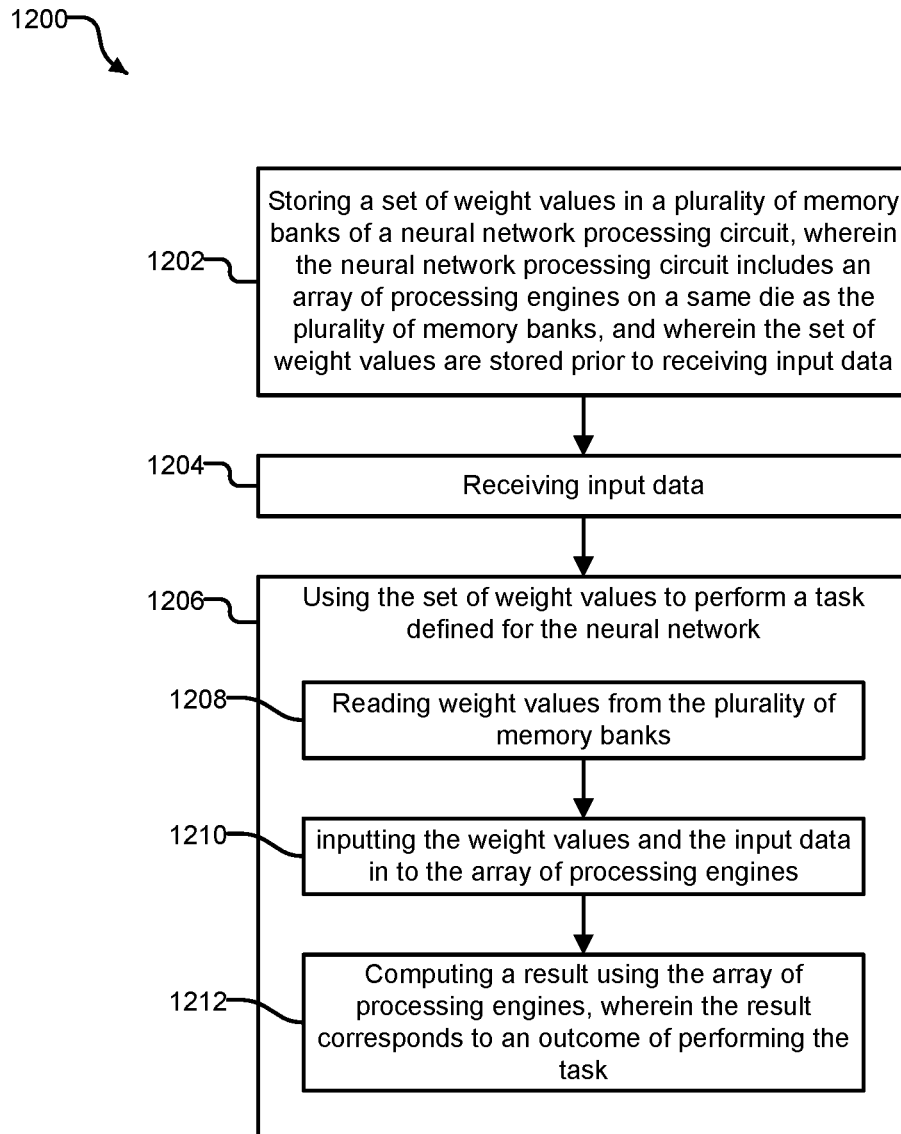 1200
1202
Storing a set of weight values in a plurality of memory
banks of a neural network processing circuit, wherein
the neural network processing circuit includes an
array of processing engines on a same die as the
plurality of memory banks, and wherein the set of
weight values are stored prior to receiving input data
1204
Receiving input data
1206
Using the set of weight values to perform a task
defined for the neural network
1208
Reading weight values from the plurality of
memory banks
1210
inputting the weight values and the input data
in to the array of processing engines
1212
Computing a result using the array of
processing engines, wherein the result
corresponds to an outcome of performing the
task